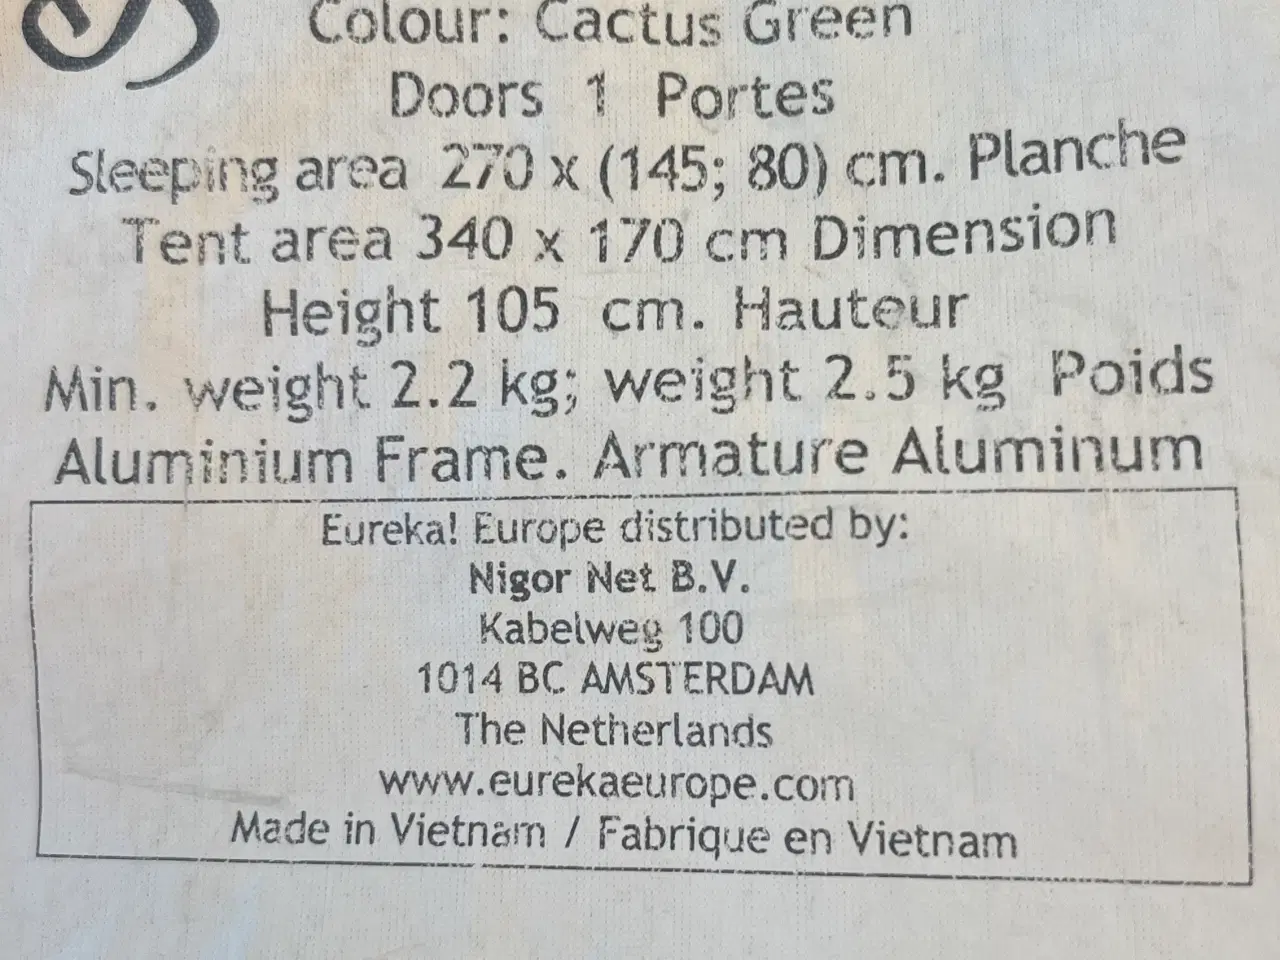 Colour: Cactus Green
Doors 1 Portes
Sleeping area 270 x (145; 80) cm. Planche
Tent area 340 x 170 cm Dimension
Height 105 cm. Hauteur
Min. weight 2.2 kg; weight 2.5 kg Poids
Aluminium Frame. Armature Aluminum
Eureka! Europe distributed by:
Nigor Net B.V.
Kabelweg 100
1014 BC AMSTERDAM
The Netherlands
www.eurekaeurope.com
Made in Vietnam / Fabrique en Vietnam